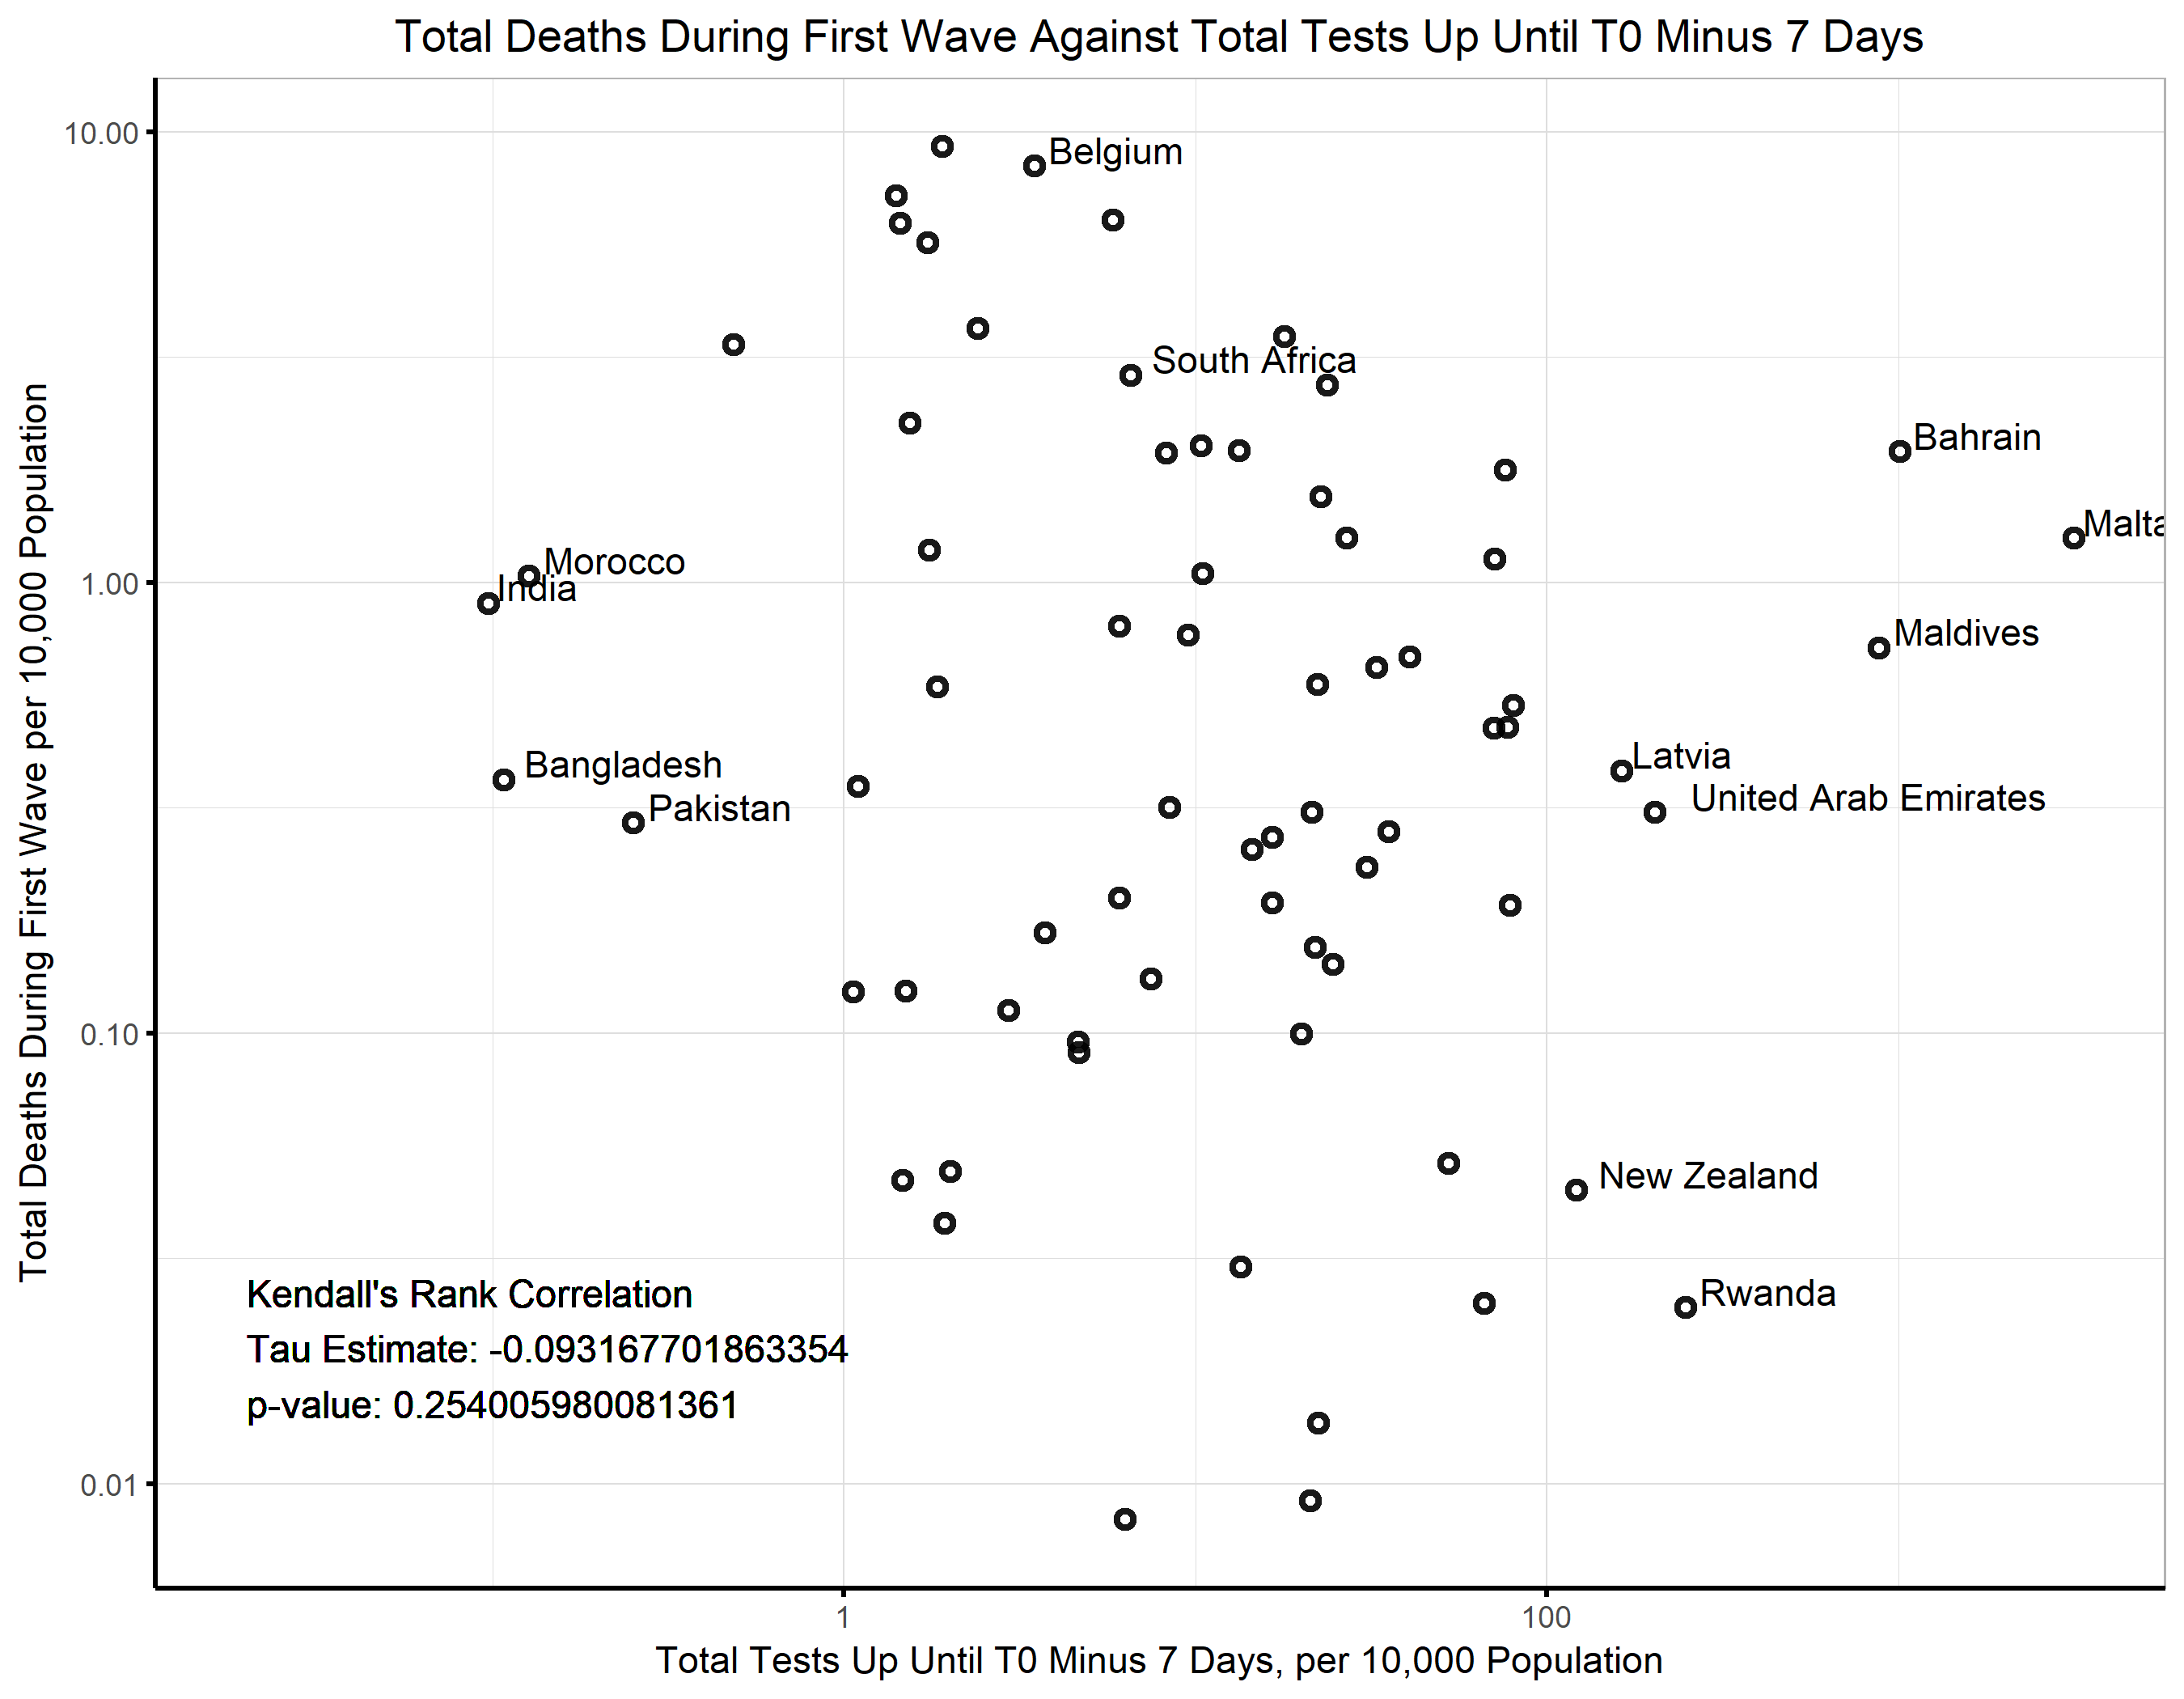 Total Deaths During First Wave Against Total Tests Up Until T0 Minus 7 Days
Total Deaths During First Wave per 10,000 Population
10.00
1.00
0.10
0.01
Belgium
South Africa
Bahrain
Malta
Morocco
India
Maldives
Bangladesh
Pakistan
Latvia
United Arab Emirates
New Zealand
Rwanda
Kendall's Rank Correlation
Tau Estimate: -0.093167701863354
p-value: 0.254005980081361
1
100
Total Tests Up Until T0 Minus 7 Days, per 10,000 Population